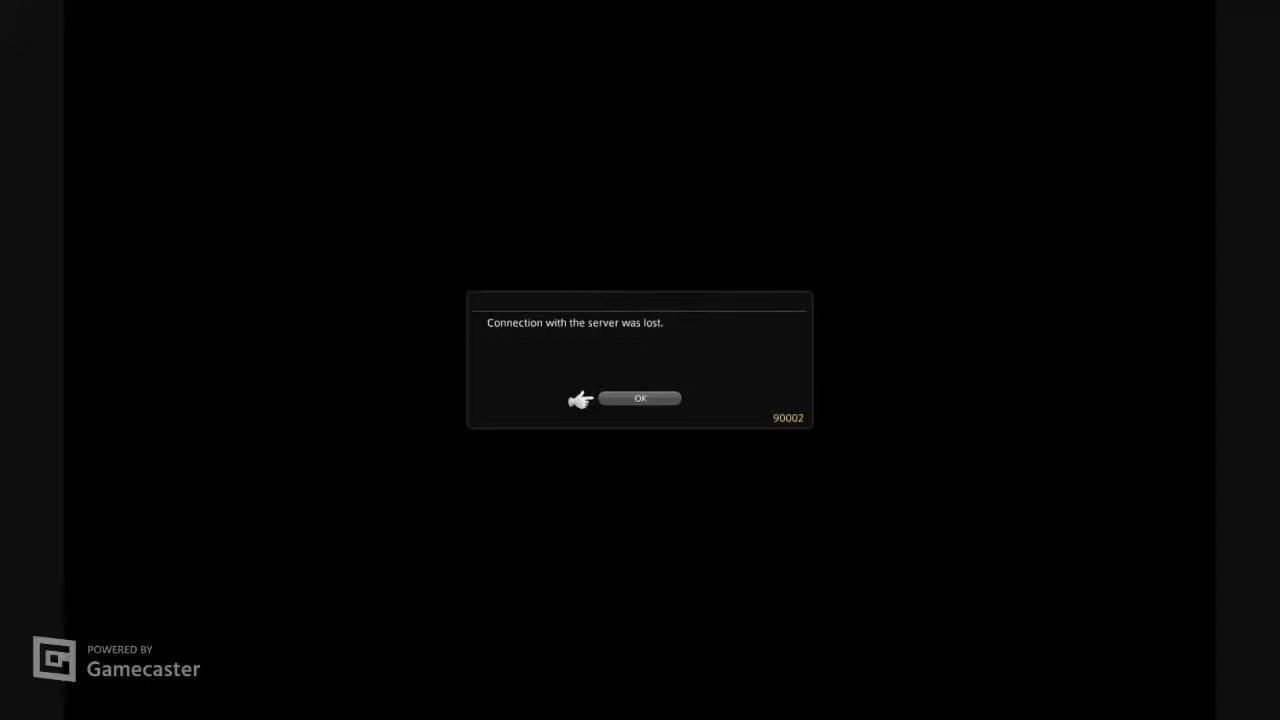 Connection with the server was lost.
OK
90002
POWERED BY
Gamecaster